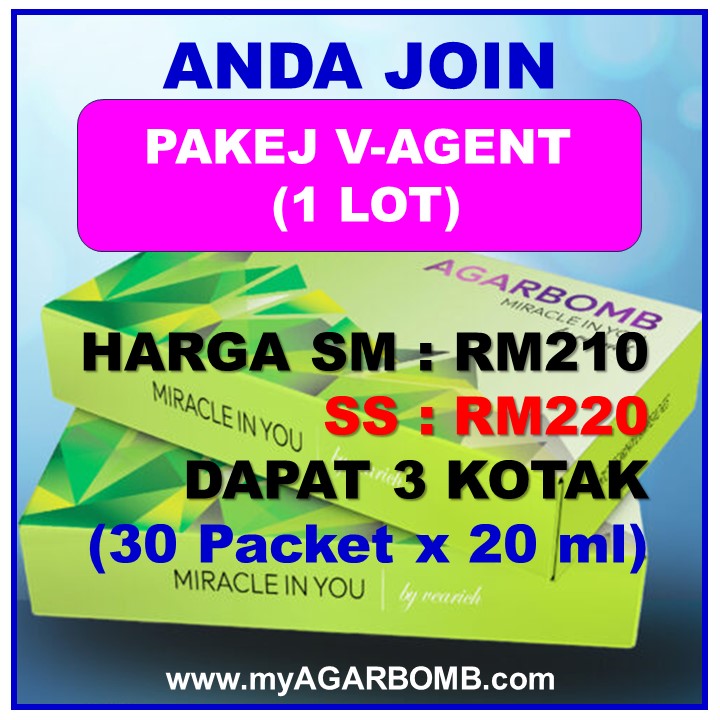 ANDA JOIN
PAKEJ V-AGENT
(1 LOT)
AGARBOMB
MIRACLE IN YOU
HARGA SM : RM210
SS : RM220
MIRACLE IN YOU
by
DAPAT 3 KOTAK
(30 Packet x 20 ml)
MIRACLE IN YOU
by vearich
www.myAGARBOMB.com